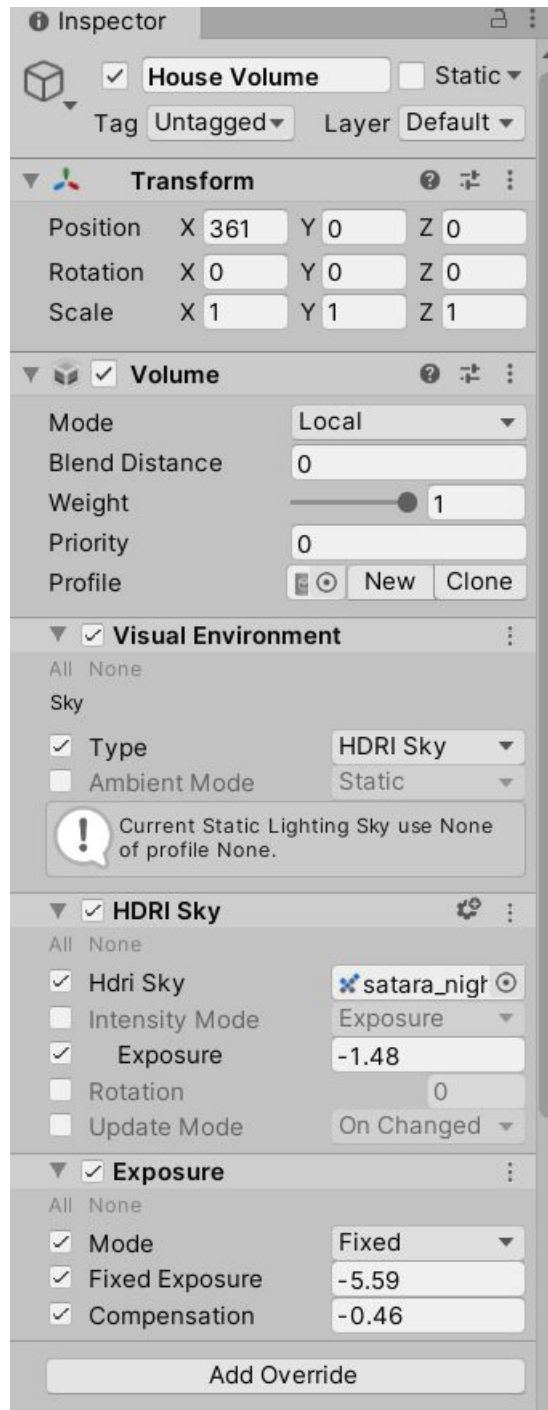 Inspector
House Volume Static
Tag Untagged Layer Default
Transform
Position X 361 Y 0 Z 0
Rotation X 0 Y 0 Z 0
Scale X 1 Y 1 Z 1
Volume
Mode Local
Blend Distance 0
Weight 1
Priority 0
Profile New Clone
Visual Environment
All None
Sky
Type HDRI Sky
Ambient Mode Static
Current Static Lighting Sky use None
of profile None.
HDRI Sky
All None
Hdri Sky satara_nigh
Intensity Mode Exposure
Exposure -1.48
Rotation 0
Update Mode On Changed
Exposure
All None
Mode Fixed
Fixed Exposure -5.59
Compensation -0.46
Add Override